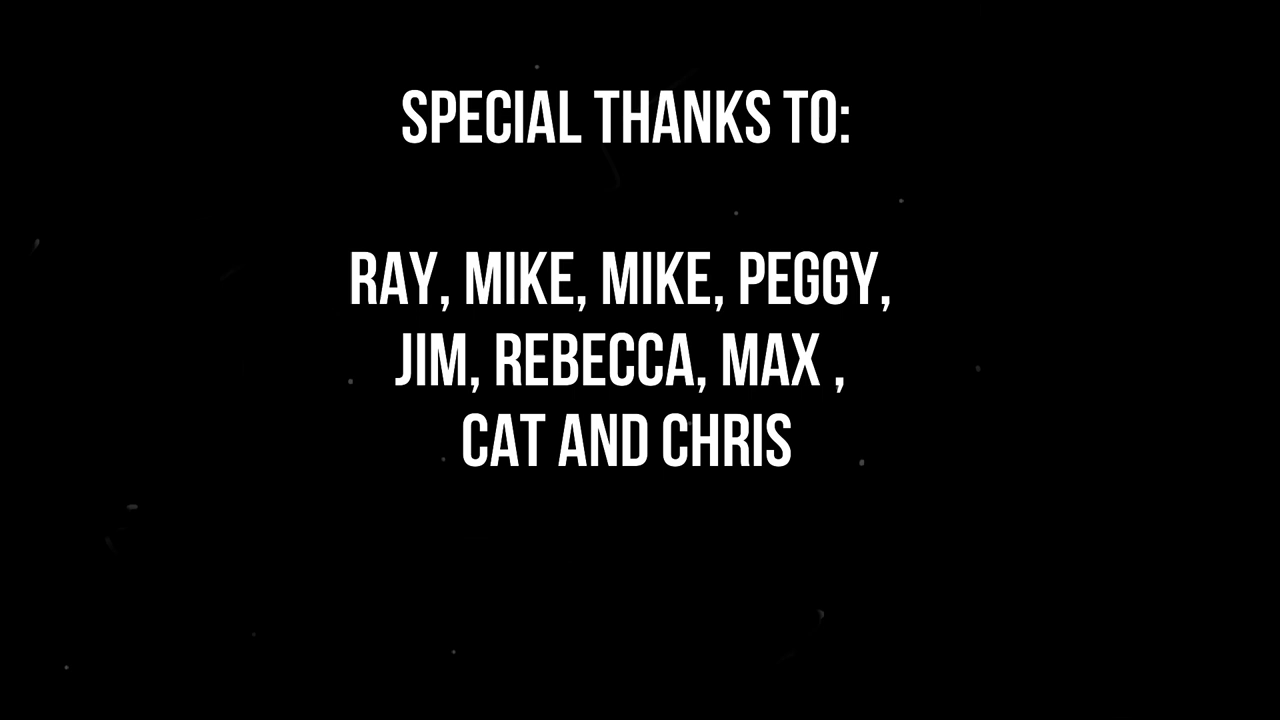 SPECIAL THANKS TO:
RAY, MIKE, MIKE, PEGGY,
JIM, REBECCA, MAX ,
CAT AND CHRIS